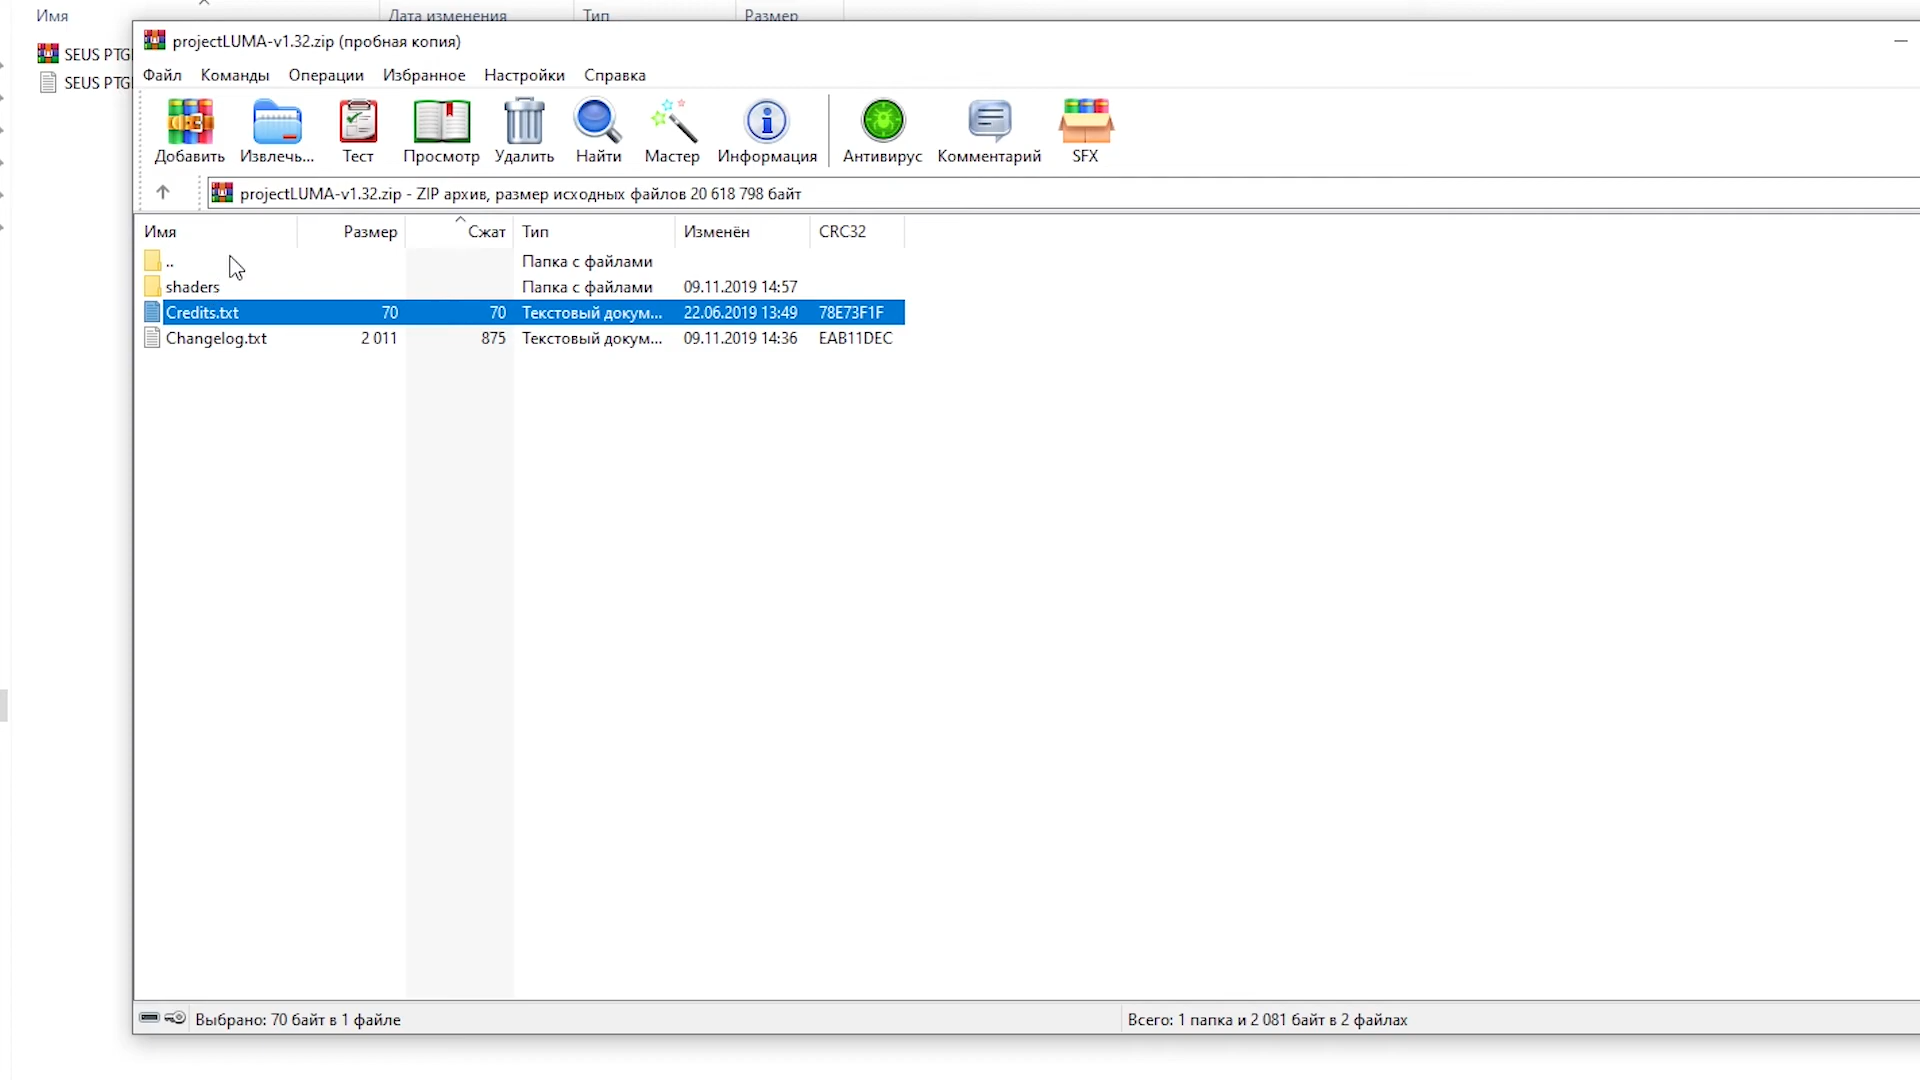 Имя Дата изменения Тип Размер
SEUS PTG
SEUS PTG
projectLUMA-v1.32.zip (пробная копия)
Файл Команды Операции Избранное Настройки Справка
Добавить Извлечь... Тест Просмотр Удалить Найти Мастер Информация Антивирус Комментарий SFX
projectLUMA-v1.32.zip - ZIP архив, размер исходных файлов 20 618 798 байт
Имя Размер Сжат Тип Изменён CRC32
.. Папка с файлами
shaders Папка с файлами 09.11.2019 14:57
Credits.txt 70 70 Текстовый докум... 22.06.2019 13:49 78E73F1F
Changelog.txt 2 011 875 Текстовый докум... 09.11.2019 14:36 EAB11DEC
Выбрано: 70 байт в 1 файле Всего: 1 папка и 2 081 байт в 2 файлах